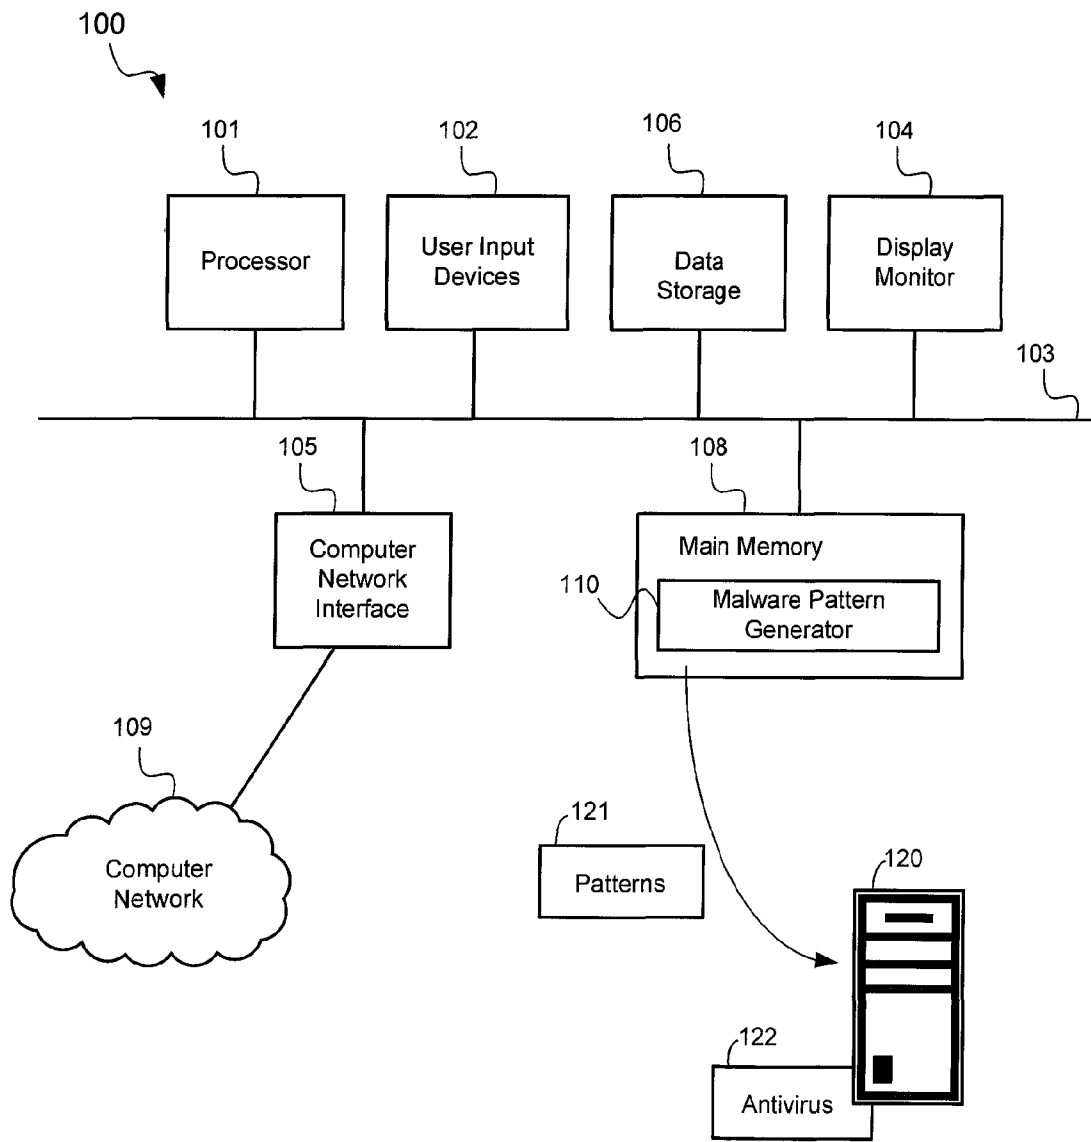 100
101
102
106
104
Processor
User Input
Devices
Data
Storage
Display
Monitor
103
105
108
Computer
Network
Interface
Main Memory
110
Malware Pattern
Generator
109
Computer
Network
121
Patterns
120
122
Antivirus